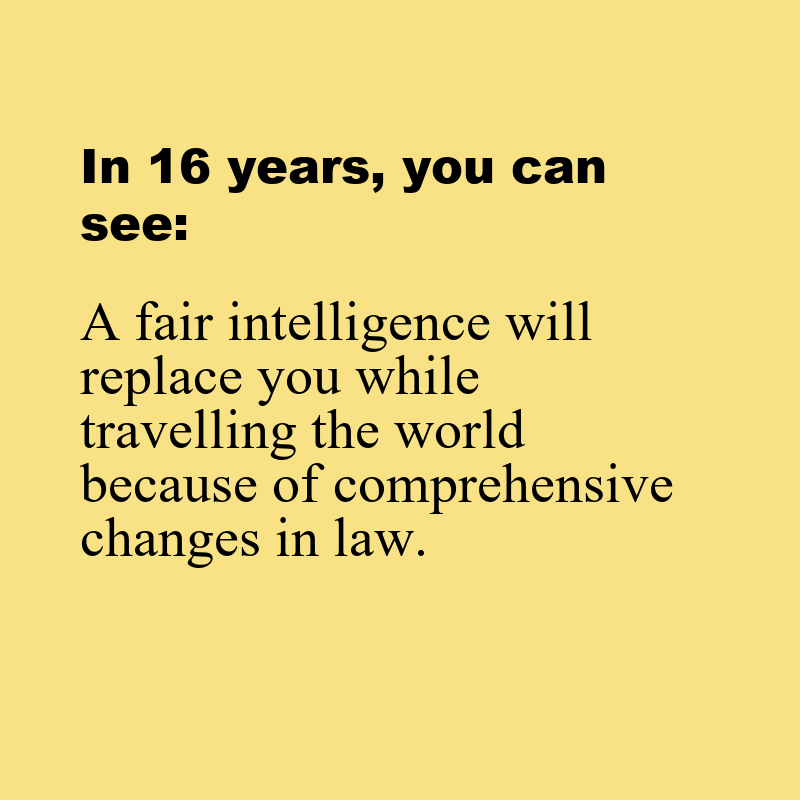 In 16 years, you can
see:
A fair intelligence will
replace you while
travelling the world
because of comprehensive
changes in law.